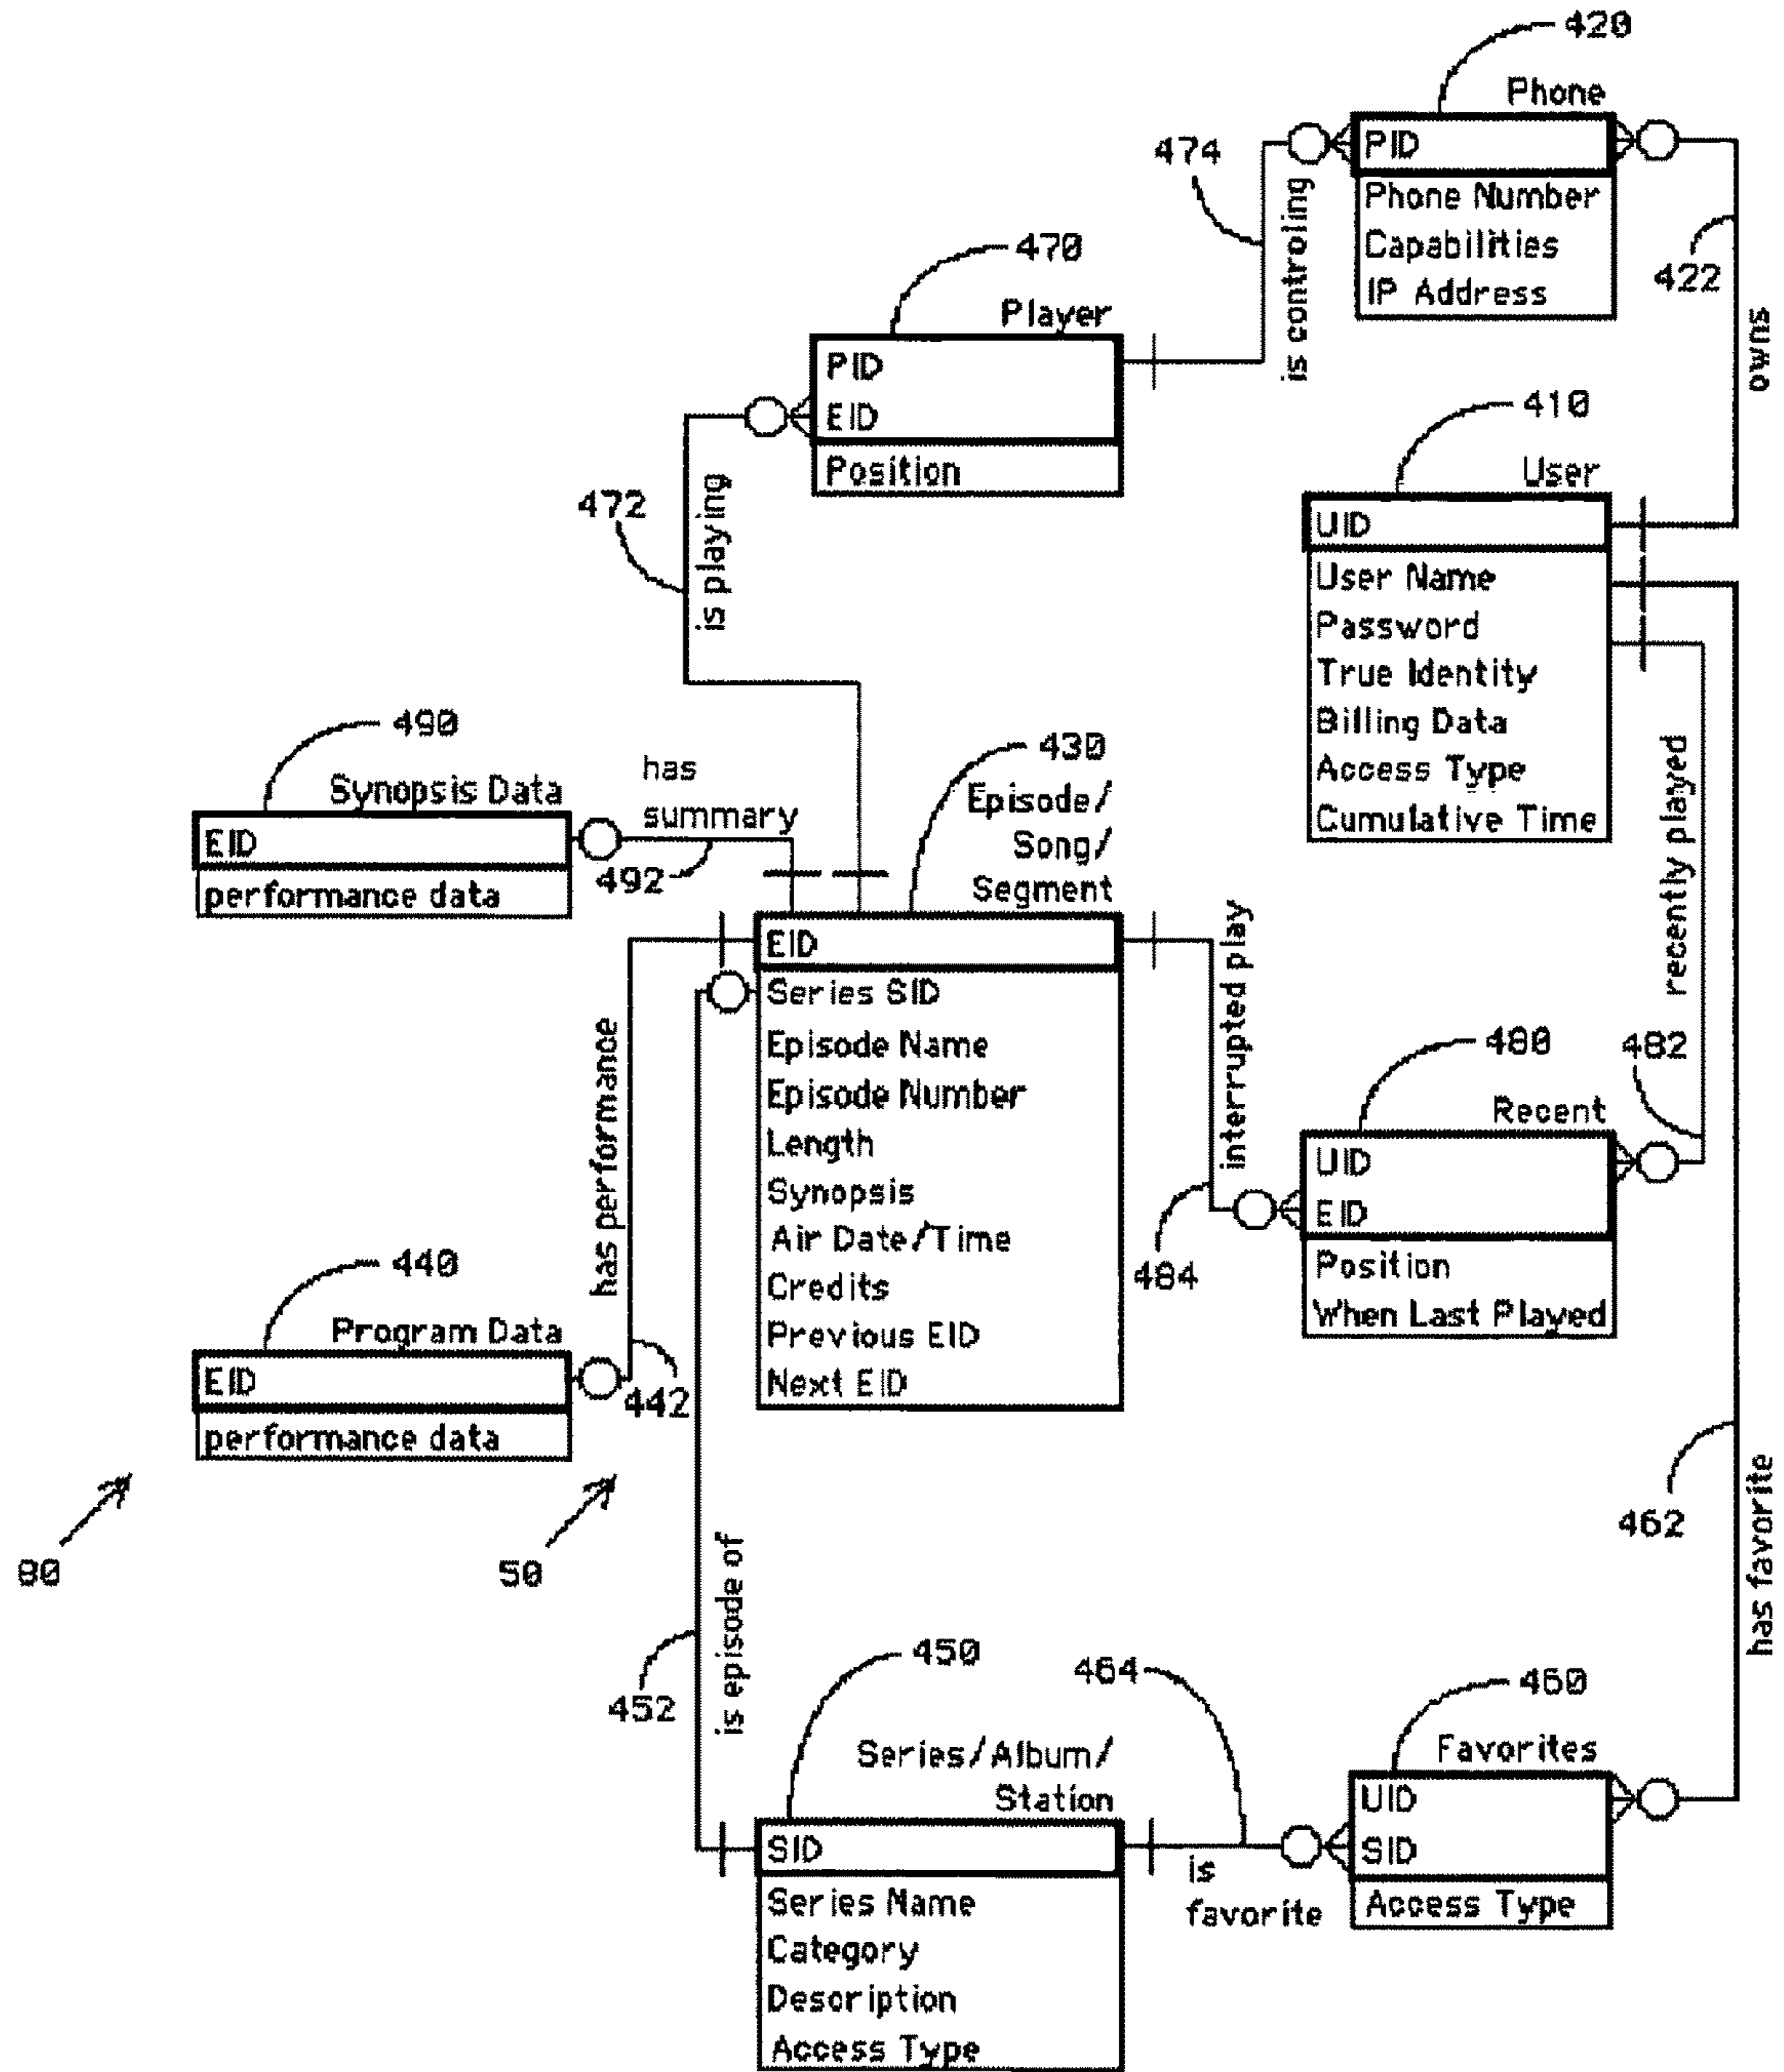 420
Phone
PID
Phone Number
Capabilities
IP Address
474
is controling
422
owns
470
Player
PID
EID
Position
472
is playing
410
User
UID
User Name
Password
True Identity
Billing Data
Access Type
Cumulative Time
490
Synopsis Data
EID
performance data
has
summary
492
430
Episode/
Song/
Segment
EID
Series SID
Episode Name
Episode Number
Length
Synopsis
Air Date/Time
Credits
Previous EID
Next EID
interrupted play
484
recently played
482
480
Recent
UID
EID
Position
When Last Played
has performance
442
440
Program Data
EID
performance data
80
50
is episode of
452
450
Series/Album/
Station
SID
Series Name
Category
Description
Access Type
464
is
favorite
460
Favorites
UID
SID
Access Type
462
has favorite